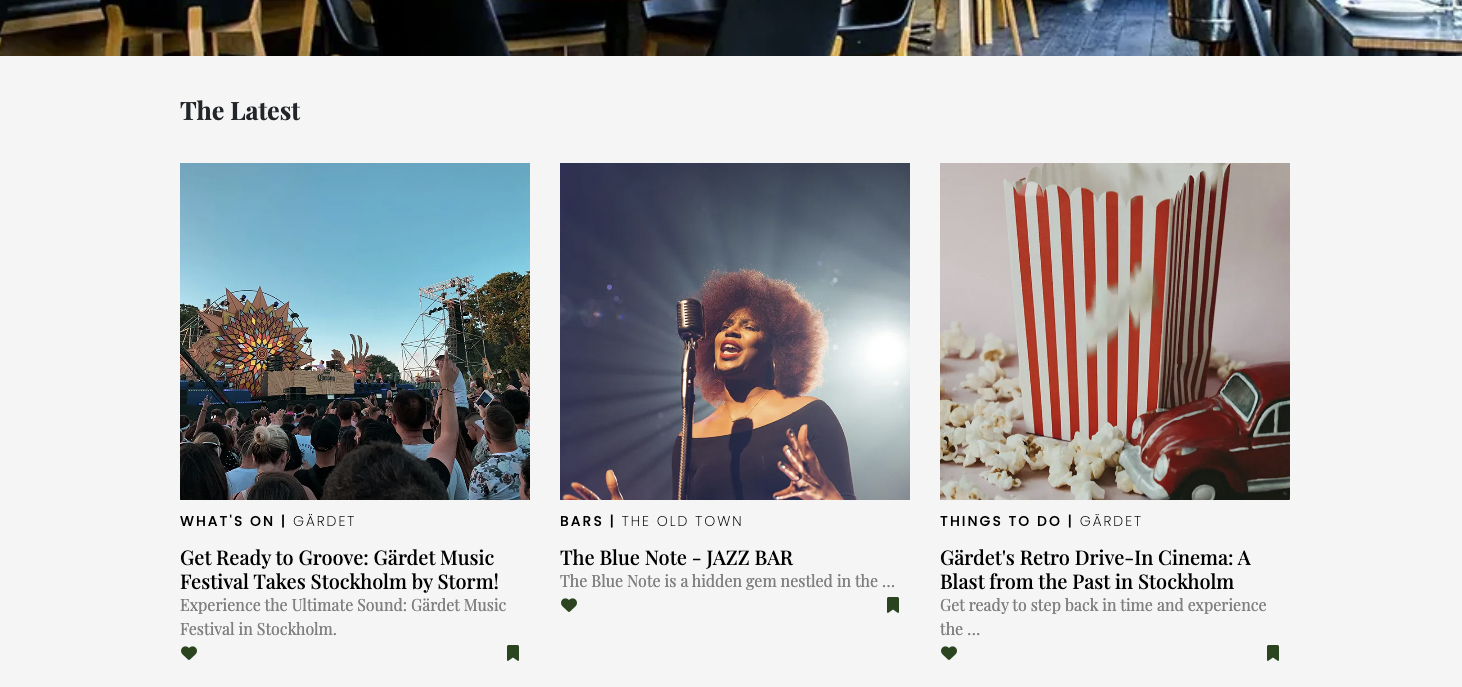 The Latest
WHAT'S ON | GÄRDET
Get Ready to Groove: Gärdet Music
Festival Takes Stockholm by Storm!
Experience the Ultimate Sound: Gärdet Music
Festival in Stockholm.
BARS | THE OLD TOWN
The Blue Note - JAZZ BAR
The Blue Note is a hidden gem nestled in the ...
THINGS TO DO | GÄRDET
Gärdet's Retro Drive-In Cinema: A
Blast from the Past in Stockholm
Get ready to step back in time and experience
the ...